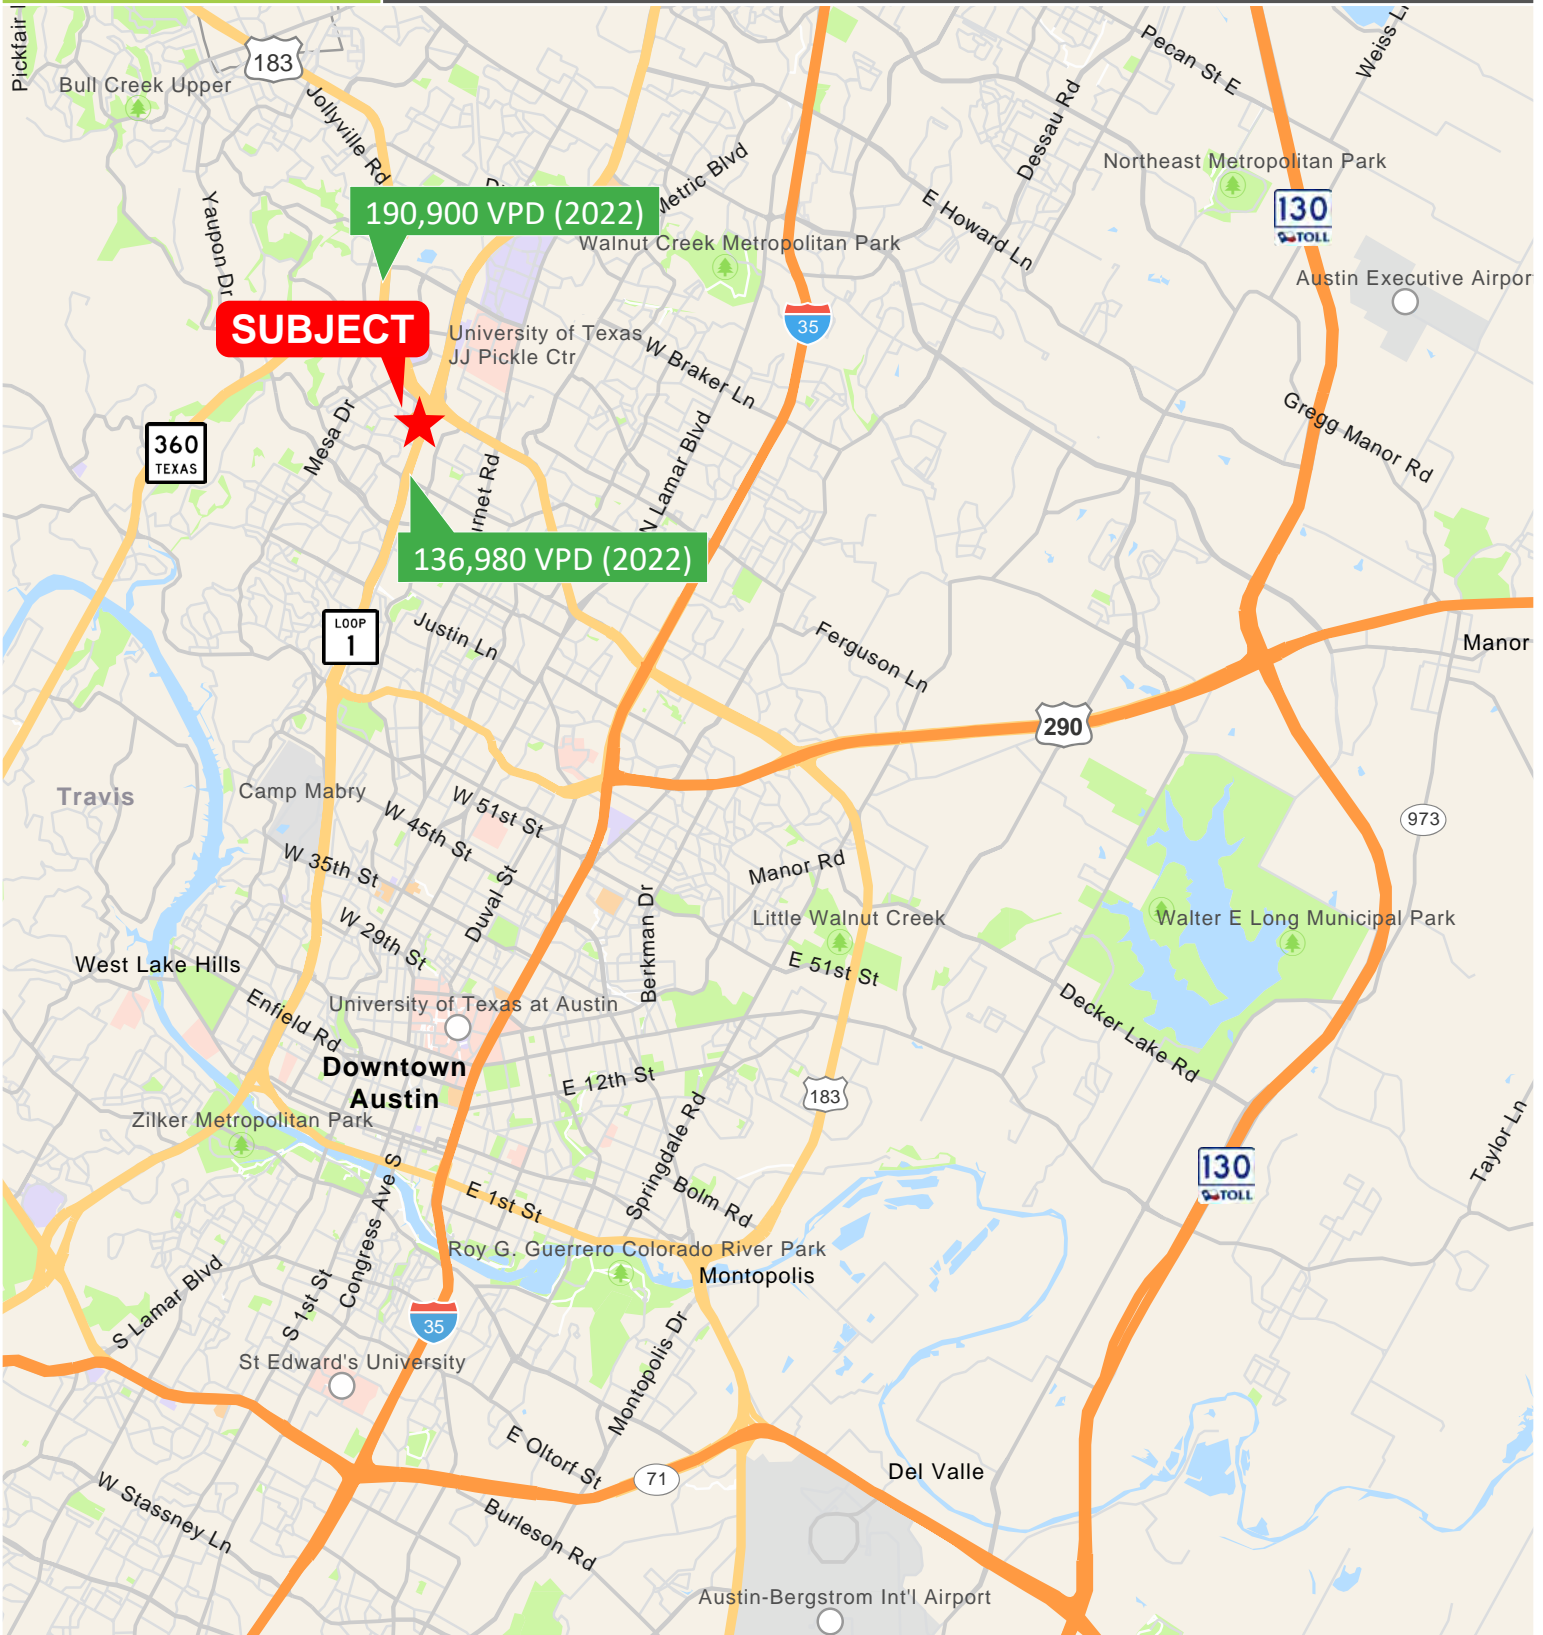 Pickfair
183
Bull Creek Upper
Jollyville Rd
Pecan St E
Weiss
Dessau Rd
Metric Blvd
Northeast Metropolitan Park
Yaupon Dr
190,900 VPD (2022)
E Howard Ln
130
TOLL
Walnut Creek Metropolitan Park
Austin Executive Airpor
SUBJECT
35
University of Texas
JJ Pickle Ctr
W Braker Ln
Mesa Dr
360
TEXAS
N Lamar Blvd
Gregg Manor Rd
urnet Rd
136,980 VPD (2022)
LOOP
1
Justin Ln
Ferguson Ln
Manor
290
Travis
Camp Mabry
W 51st St
W 45th St
973
W 35th St
Manor Rd
Duval St
W 29th St
Berkman Dr
Little Walnut Creek
Walter E Long Municipal Park
West Lake Hills
E 51st St
Enfield Rd
University of Texas at Austin
Decker Lake Rd
Downtown
Austin
E 12th St
183
Zilker Metropolitan Park
Springdale Rd
Taylor Ln
Congress Ave S
130
TOLL
E 1st St
Bolm Rd
Roy G. Guerrero Colorado River Park
Montopolis
S Lamar Blvd
S 1st St
35
St Edward's University
Montopolis Dr
E Oltorf St
71
Del Valle
W Stassney Ln
Burleson Rd
Austin-Bergstrom Int'l Airport